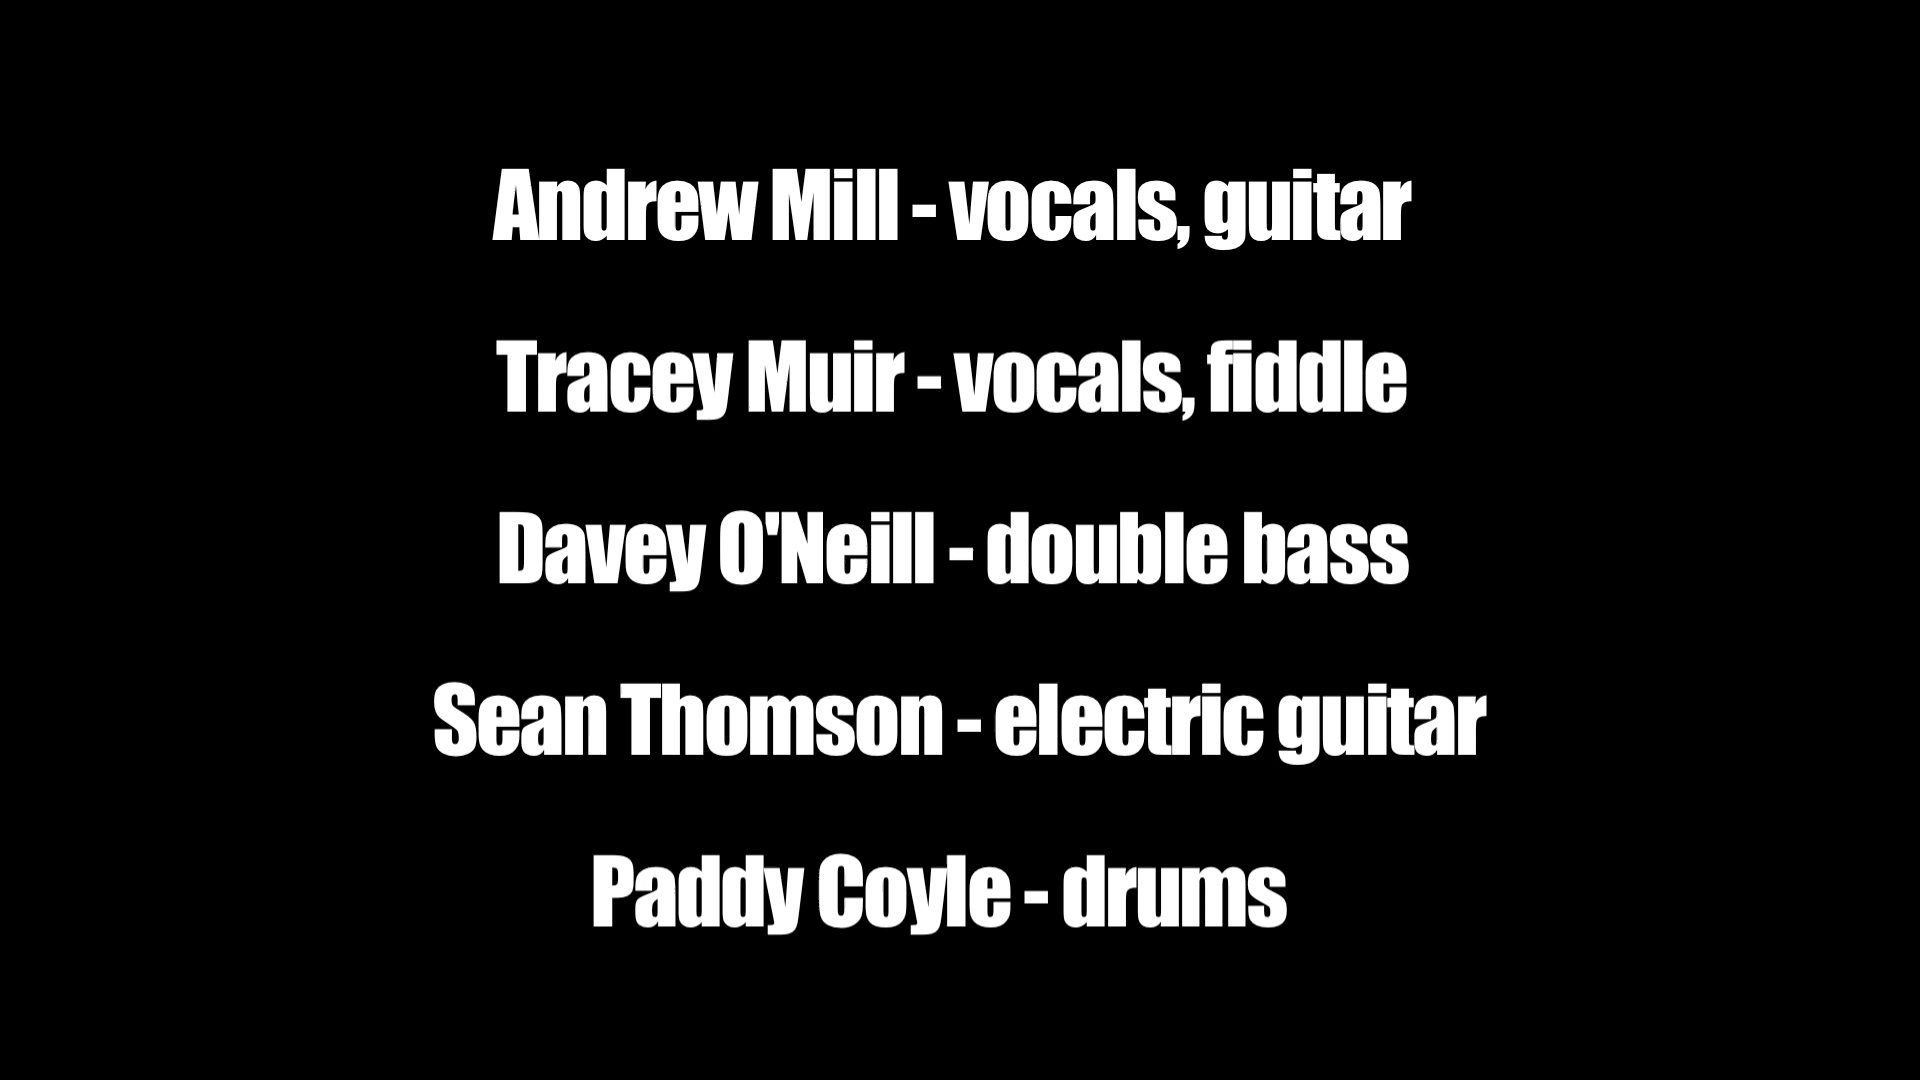 Andrew Mill - vocals, guitar
Tracey Muir - vocals, fiddle
Davey O'Neill - double bass
Sean Thomson - electric guitar
Paddy Coyle - drums